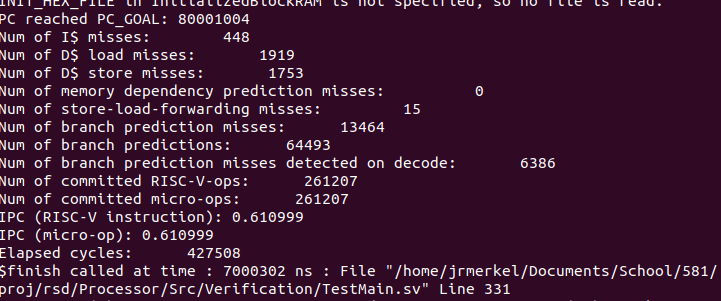 INIT_HEX_FILE in InitializedBlockRAM is not specified, so no file is read.
PC reached PC_GOAL: 80001004
Num of I$ misses:         448
Num of D$ load misses:       1919
Num of D$ store misses:       1753
Num of memory dependency prediction misses:           0
Num of store-load-forwarding misses:          15
Num of branch prediction misses:       13464
Num of branch predictions:       64493
Num of branch prediction misses detected on decode:        6386
Num of committed RISC-V-ops:      261207
Num of committed micro-ops:      261207
IPC (RISC-V instruction): 0.610999
IPC (micro-op): 0.610999
Elapsed cycles:      427508
$finish called at time : 7000302 ns : File "/home/jrmerkel/Documents/School/581/
proj/rsd/Processor/Src/Verification/TestMain.sv" Line 331